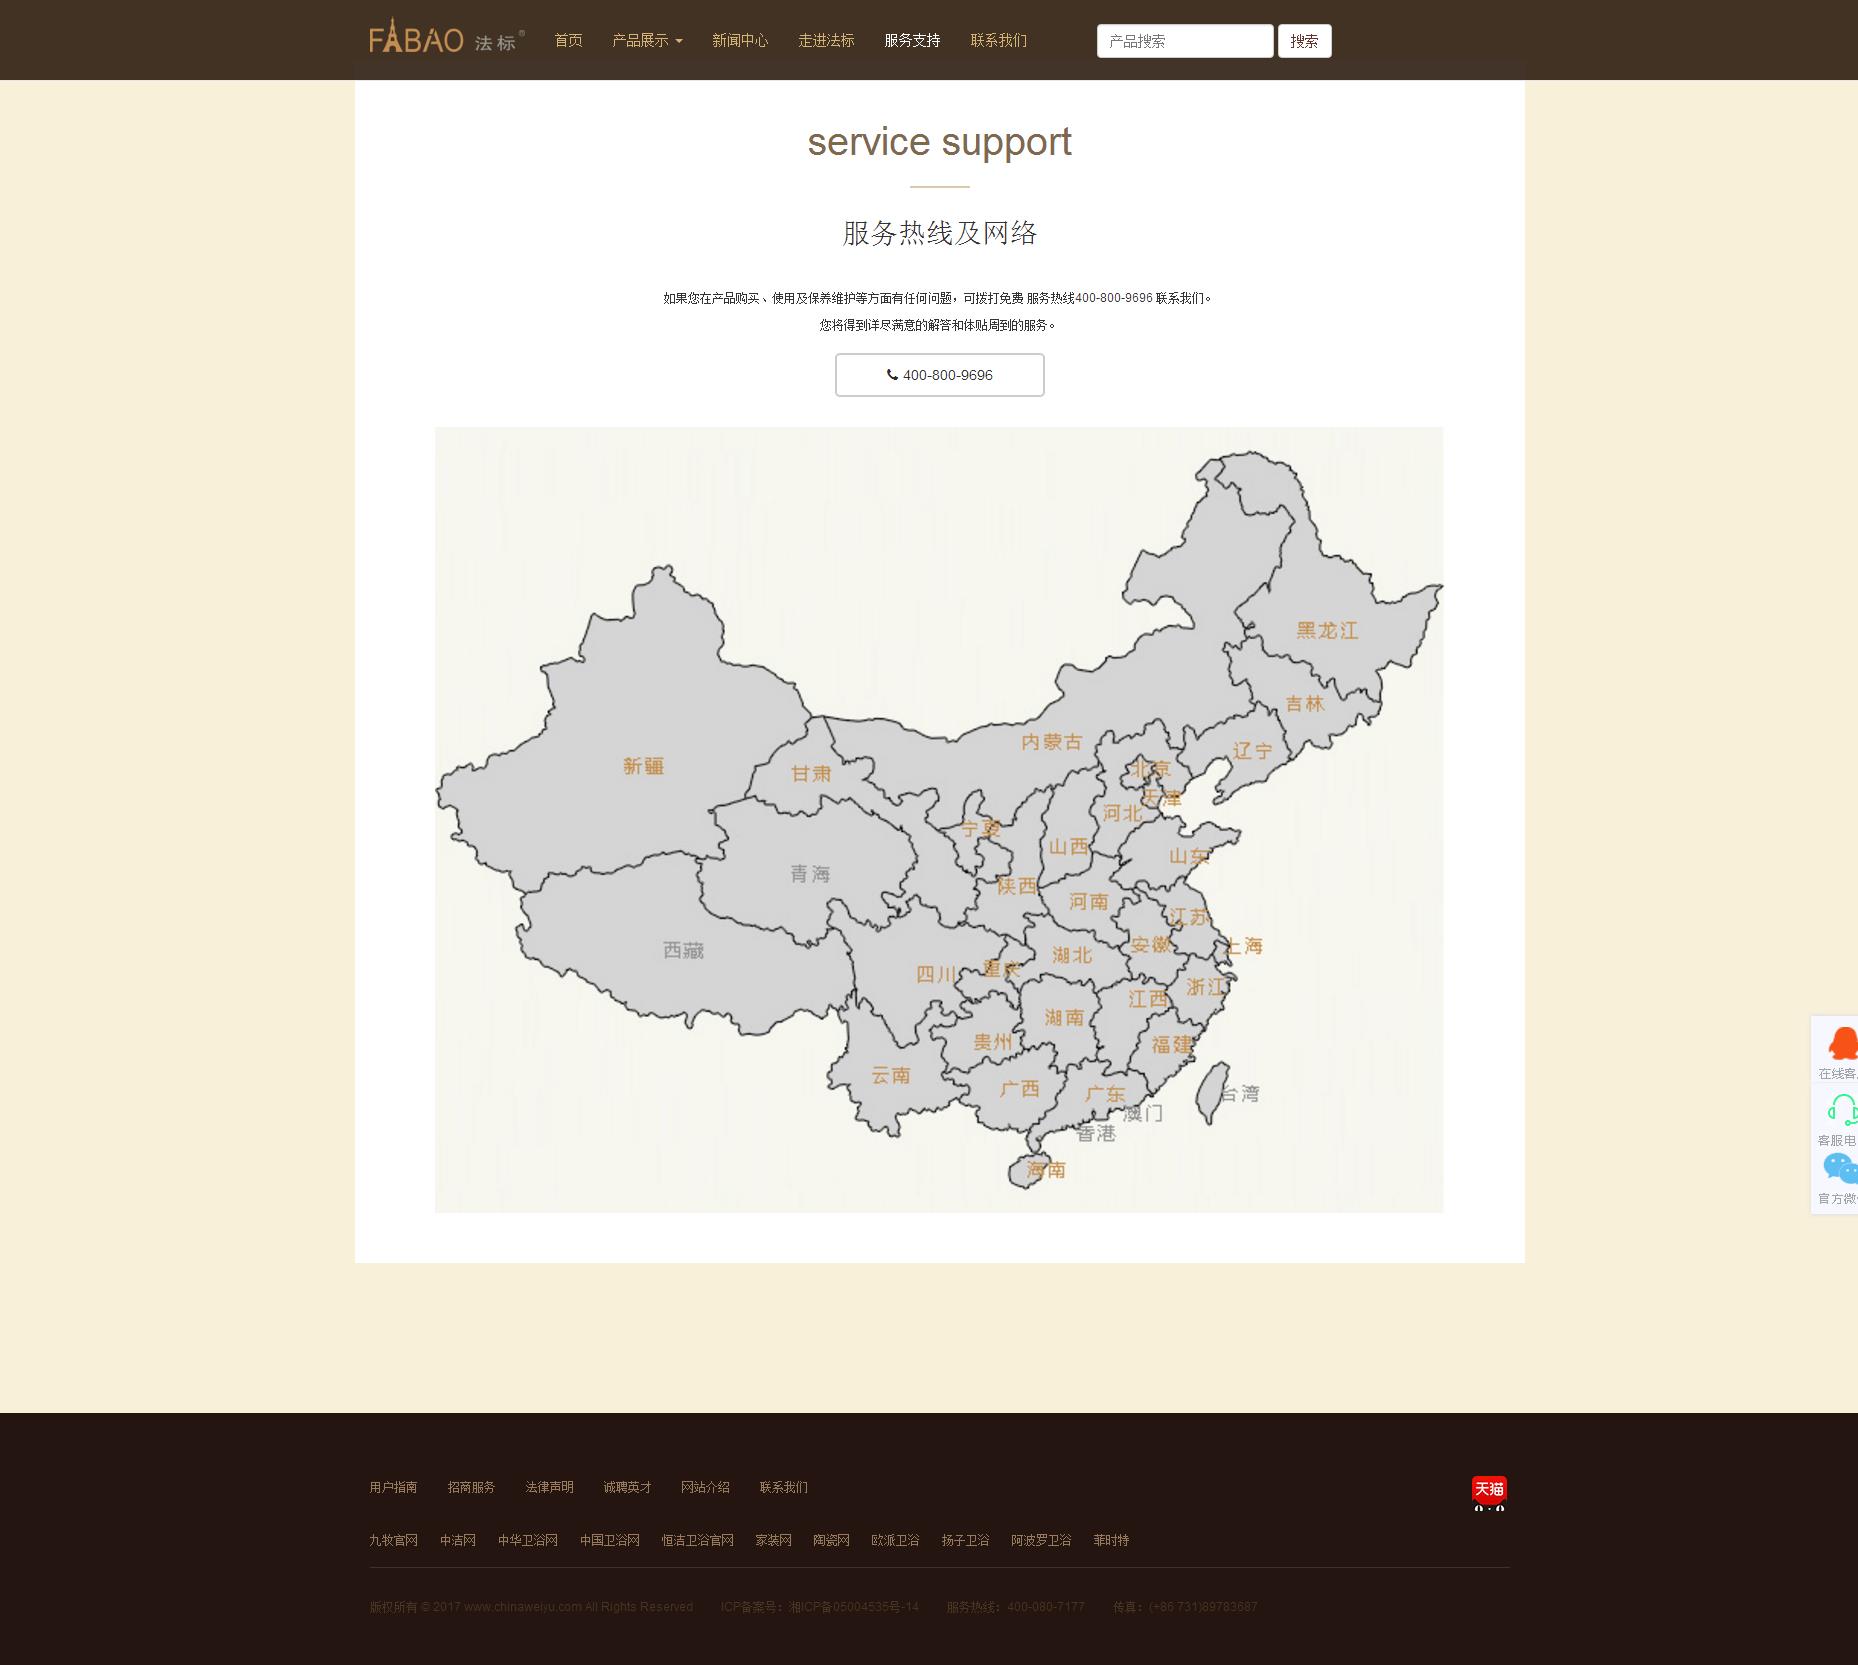 FABAO 法标® 首页 产品展示 新闻中心 走进法标 服务支持 联系我们 产品搜索 搜索
service support
服务热线及网络
如果您在产品购买、使用及保养维护等方面有任何问题，可拨打免费 服务热线400-800-9696 联系我们。
您将得到详尽满意的解答和体贴周到的服务。
400-800-9696
黑龙江
吉林
内蒙古
辽宁
新疆
甘肃
北京
天津
河北
宁夏
山西
山东
青海
陕西
河南
江苏
西藏
湖北
安徽
上海
四川
重庆
江西
浙江
湖南
贵州
福建
云南
广西
广东
台湾
澳门
香港
海南
在线客
客服电
官方微
用户指南 招商服务 法律声明 诚聘英才 网站介绍 联系我们
天猫
九牧官网 中洁网 中华卫浴网 中国卫浴网 恒洁卫浴官网 家装网 陶瓷网 欧派卫浴 扬子卫浴 阿波罗卫浴 菲时特
版权所有 © 2017 www.chinaweiyu.com All Rights Reserved ICP备案号：湘ICP备05004535号-14 服务热线：400-080-7177 传真：(+86 731)89783687